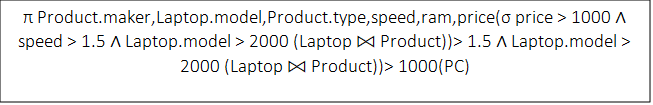 π Product.maker,Laptop.model,Product.type,speed,ram,price(σ price > 1000 ∧
speed > 1.5 ∧ Laptop.model > 2000 (Laptop ⋈ Product))> 1.5 ∧ Laptop.model >
2000 (Laptop ⋈ Product))> 1000(PC)